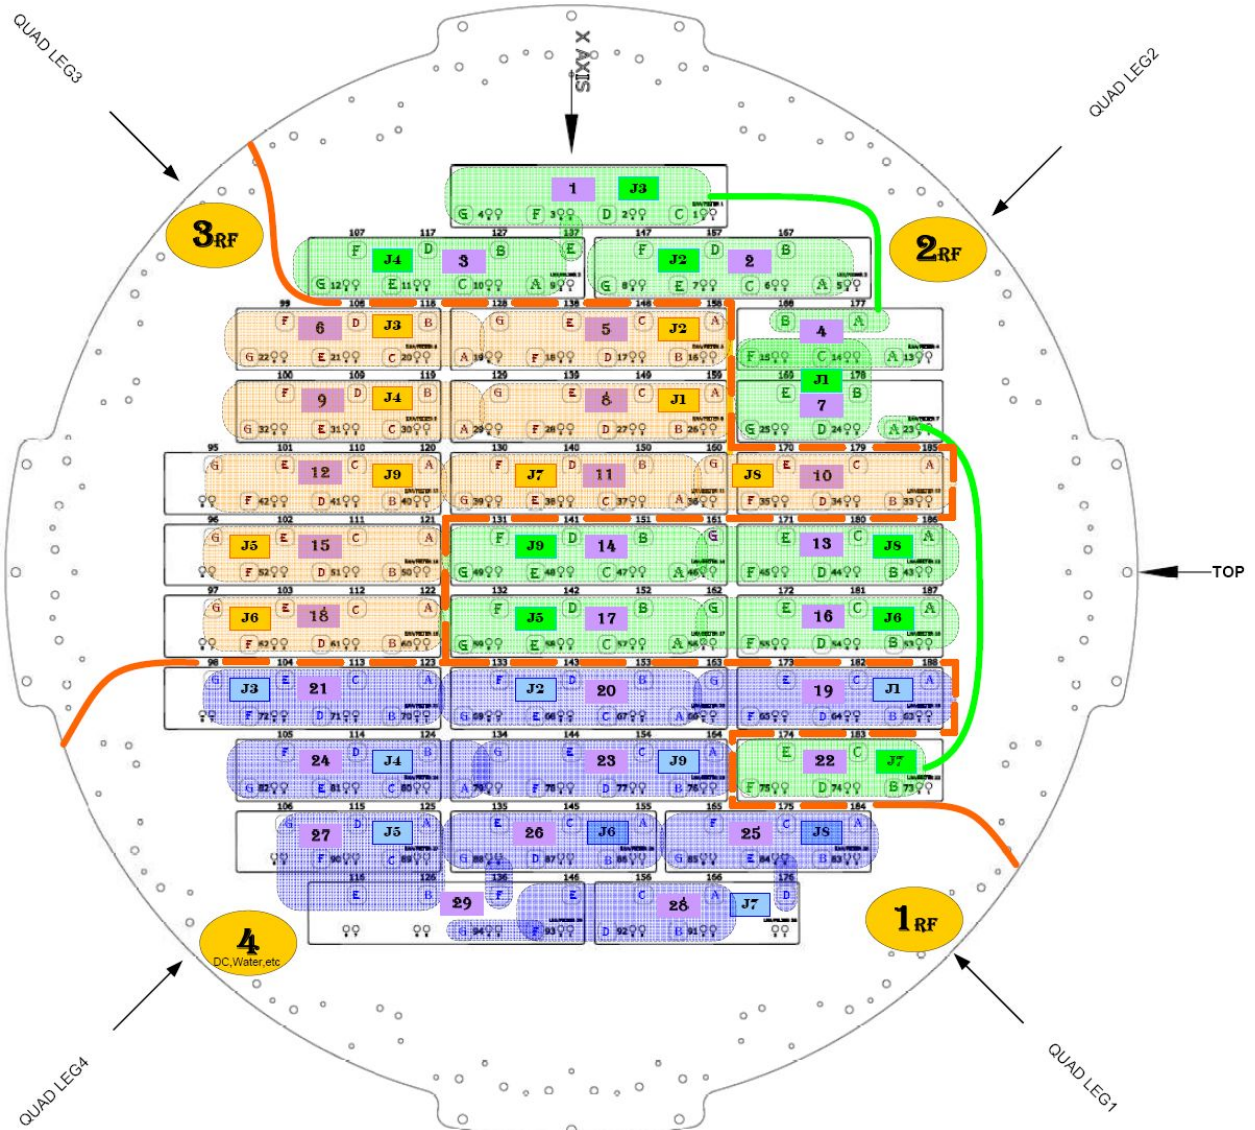 QUAD LEG3
X AXIS
QUAD LEG2
3RF
2RF
1 J3
G 4 F 3 D 2 C 1
107 117 127 137 147 157 167
F D B E F D B
J4 3 J2 2
G 12 E 11 C 10 A 9 G 8 E 7 C 6 A 5
99 108 118 128 138 148 158 168 177
F D B G E C A B A
6 J3 5 J2 4
G 22 E 21 C 20 A 19 F 18 D 17 B 16 F 15 C 14 A 13
J1
100 109 119 129 139 149 159 169 178
F D B G E C A E B
9 J4 8 J1 7
G 32 E 31 C 30 A 29 F 28 D 27 B 26 G 25 D 24 A 23
95 101 110 120 130 140 150 160 170 179 185
G E C A F D B G E C A
12 J9 J7 11 J8 10
F 42 D 41 B 40 G 39 E 38 C 37 A 36 F 35 D 34 B 33
96 102 111 121 131 141 151 161 171 180 186
G E C A F D B G E C A
J5 15 J9 14 13 J8
F 52 D 51 B 50 G 49 E 48 C 47 A 46 F 45 D 44 B 43
TOP
97 103 112 122 132 142 152 162 172 181 187
G E C A F D B G E C A
J6 18 J5 17 16 J6
F 62 D 61 B 60 G 59 E 58 C 57 A 56 F 55 D 54 B 53
98 104 113 123 133 143 153 163 173 182 188
G E C A F D B G E C A
J3 21 J2 20 19 J1
F 72 D 71 B 70 G 69 E 68 C 67 A 66 F 65 D 64 B 63
105 114 124 134 144 154 164 174 183
F D B G E C A E C
24 J4 23 J9 22 J7
G 82 E 81 C 80 A 79 F 78 D 77 B 76 F 75 D 74 B 73
106 115 125 135 145 155 165 175 184
G D A E C A F C A
27 J5 26 J6 25 J8
F 90 C 89 G 88 D 87 B 86 G 85 E 84 B 83
116 126 136 146 156 166 176
E B F E C A D
29 28 J7
G 94 F 93 D 92 B 91
4
DC,Water,etc
1RF
QUAD LEG4
QUAD LEG1